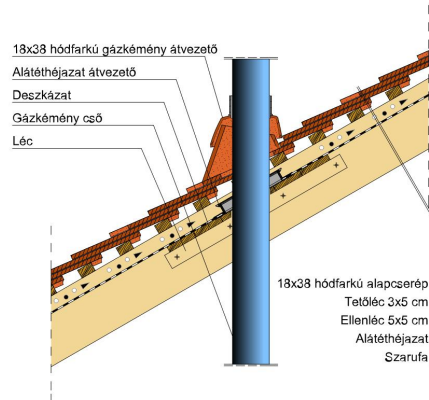 18x38 hódfarkú gázkémény átvezető
Alátéthéjazat átvezető
Deszkázat
Gázkémény cső
Léc
18x38 hódfarkú alapcserép
Tetőléc 3x5 cm
Ellenléc 5x5 cm
Alátéthéjazat
Szarufa